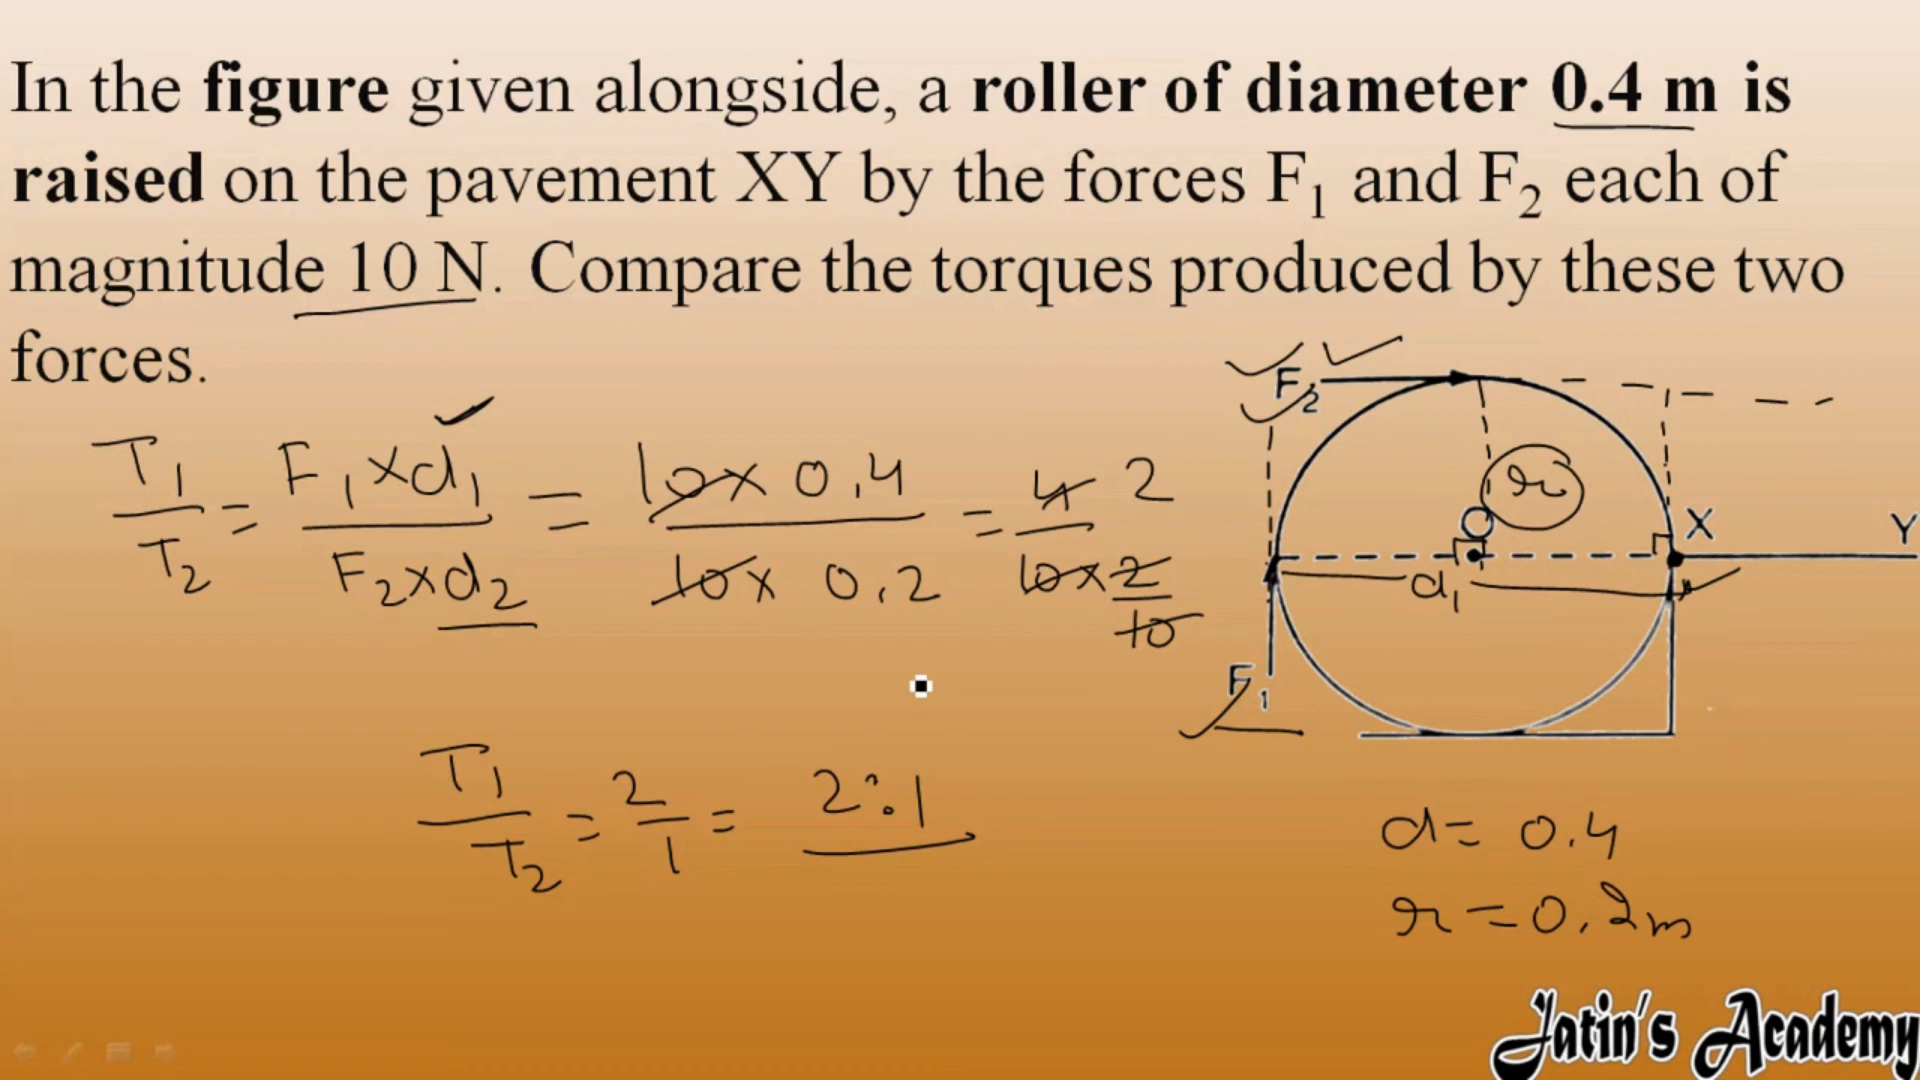 In the figure given alongside, a roller of diameter 0.4 m is
raised on the pavement XY by the forces F₁ and F₂ each of
magnitude 10 N. Compare the torques produced by these two
forces.
T₁/T₂ = F₁×d₁ / F₂×d₂ = 10×0.4 / 10×0.2 = 4 / 10×2/10 2
T₁/T₂ = 2/1 = 2:1
F₂
r
O
X
Y
d₁
F₁
d = 0.4
r = 0.2m
Jatin's Academy